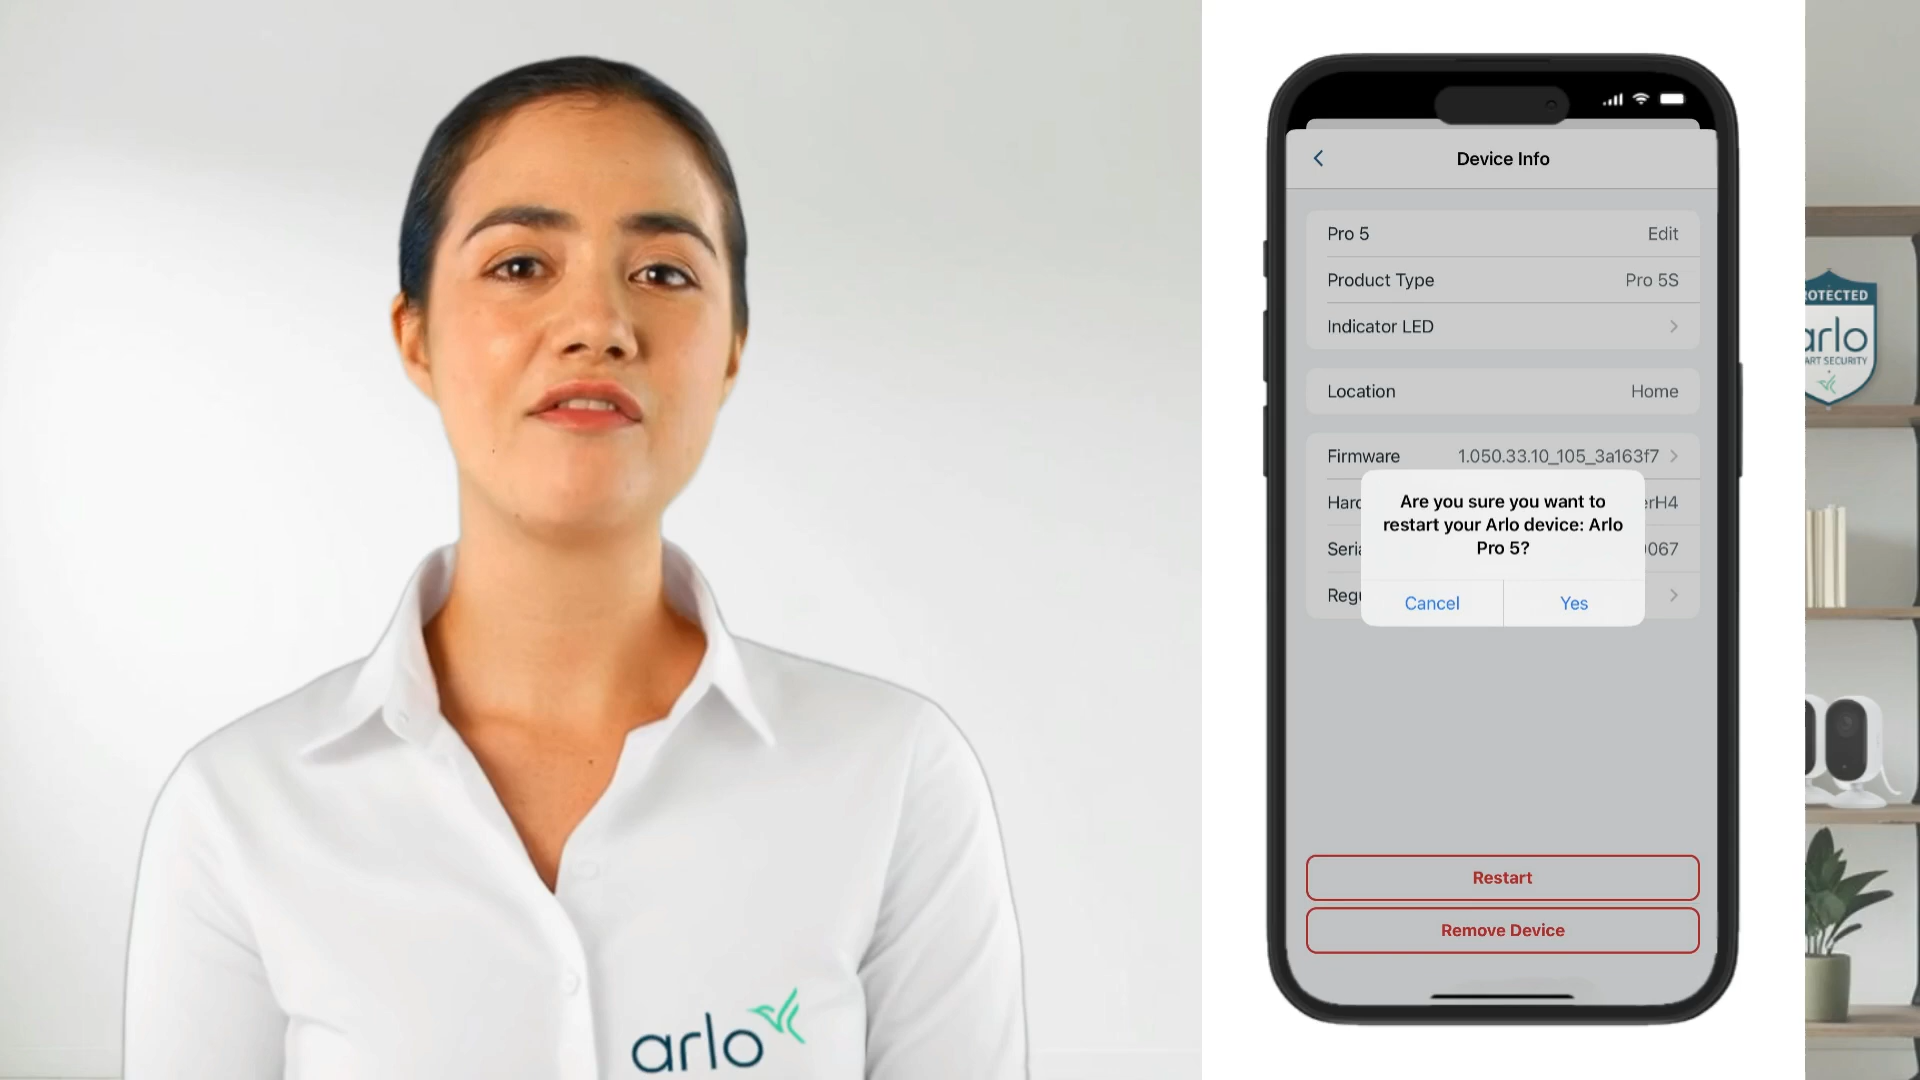 arlo
Device Info
Pro 5 Edit
Product Type Pro 5S
Indicator LED
Location Home
Firmware 1.050.33.10_105_3a163f7
Are you sure you want to
restart your Arlo device: Arlo
Pro 5?
Cancel Yes
Restart
Remove Device
arlo